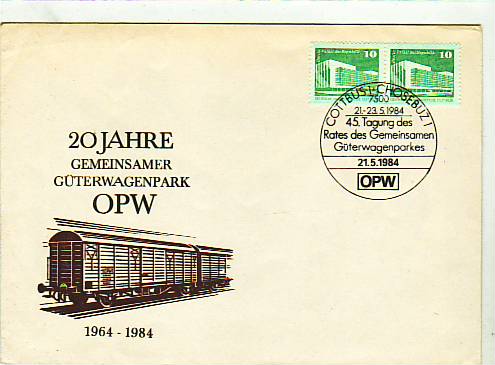 10 10
COTTBUS 1 · CHOŚEBUZ 1
7500
21.-23.5.1984
45. Tagung des
Rates des Gemeinsamen
Güterwagenparkes
21.5.1984
OPW
20 JAHRE
GEMEINSAMER
GÜTERWAGENPARK
OPW
1964 - 1984